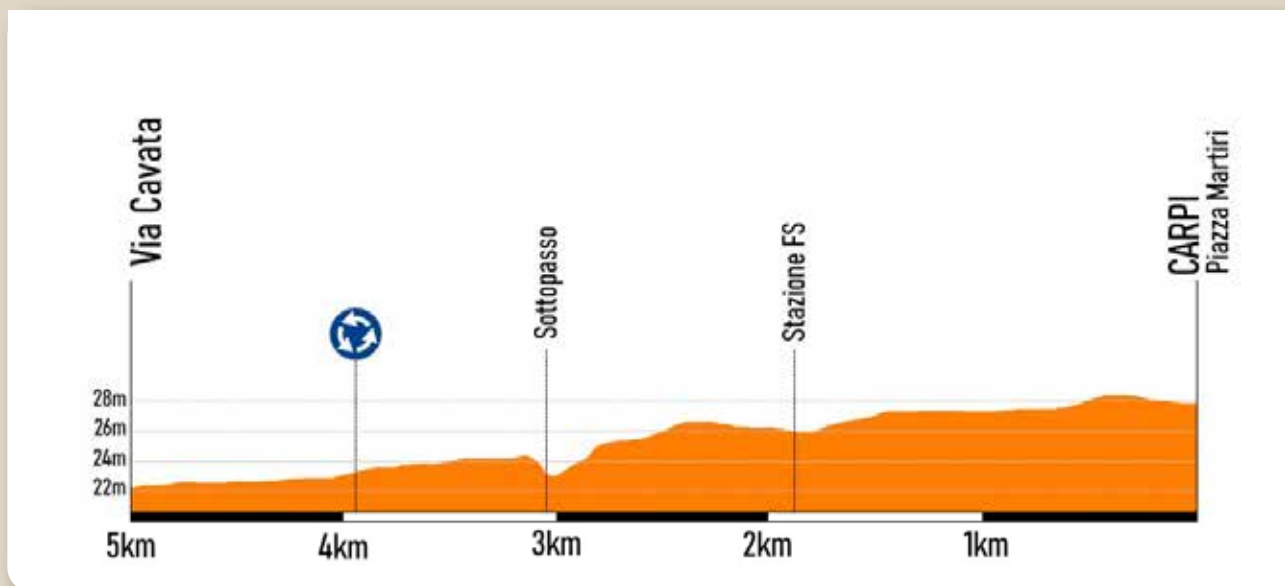 Via Cavata
Sottopasso
Stazione FS
CARPI
Piazza Martiri
28m
26m
24m
22m
5km
4km
3km
2km
1km